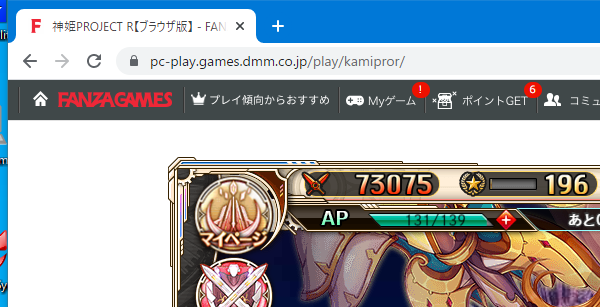 神姫PROJECT R【ブラウザ版】 - FAN
pc-play.games.dmm.co.jp/play/kamipror/
FANZAGAMES プレイ傾向からおすすめ Myゲーム ! ポイントGET 6 コミュ
73075 196
AP 131/139 あと0
マイページ